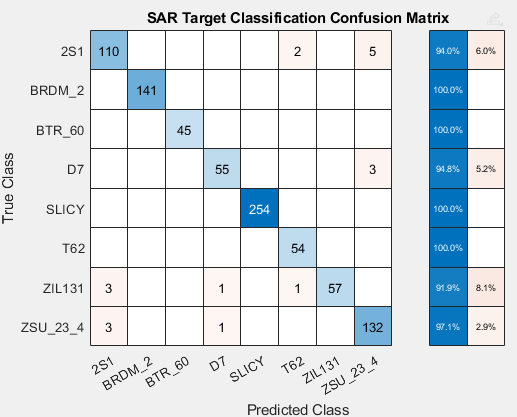 SAR Target Classification Confusion Matrix
True Class
2S1 110 2 5 94.0% 6.0%
BRDM_2 141 100.0%
BTR_60 45 100.0%
D7 55 3 94.8% 5.2%
SLICY 254 100.0%
T62 54 100.0%
ZIL131 3 1 1 57 91.9% 8.1%
ZSU_23_4 3 1 132 97.1% 2.9%
2S1 BRDM_2 BTR_60 D7 SLICY T62 ZIL131 ZSU_23_4
Predicted Class